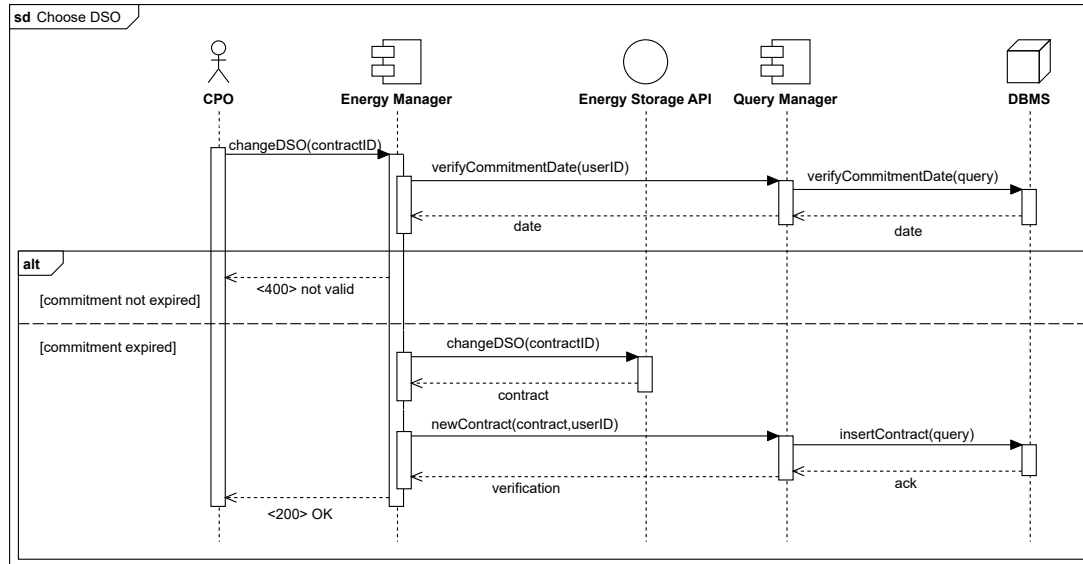 sd Choose DSO
CPO
Energy Manager
Energy Storage API
Query Manager
DBMS
changeDSO(contractID)
verifyCommitmentDate(userID)
verifyCommitmentDate(query)
date
date
alt
<400> not valid
[commitment not expired]
[commitment expired]
changeDSO(contractID)
contract
newContract(contract,userID)
insertContract(query)
verification
ack
<200> OK